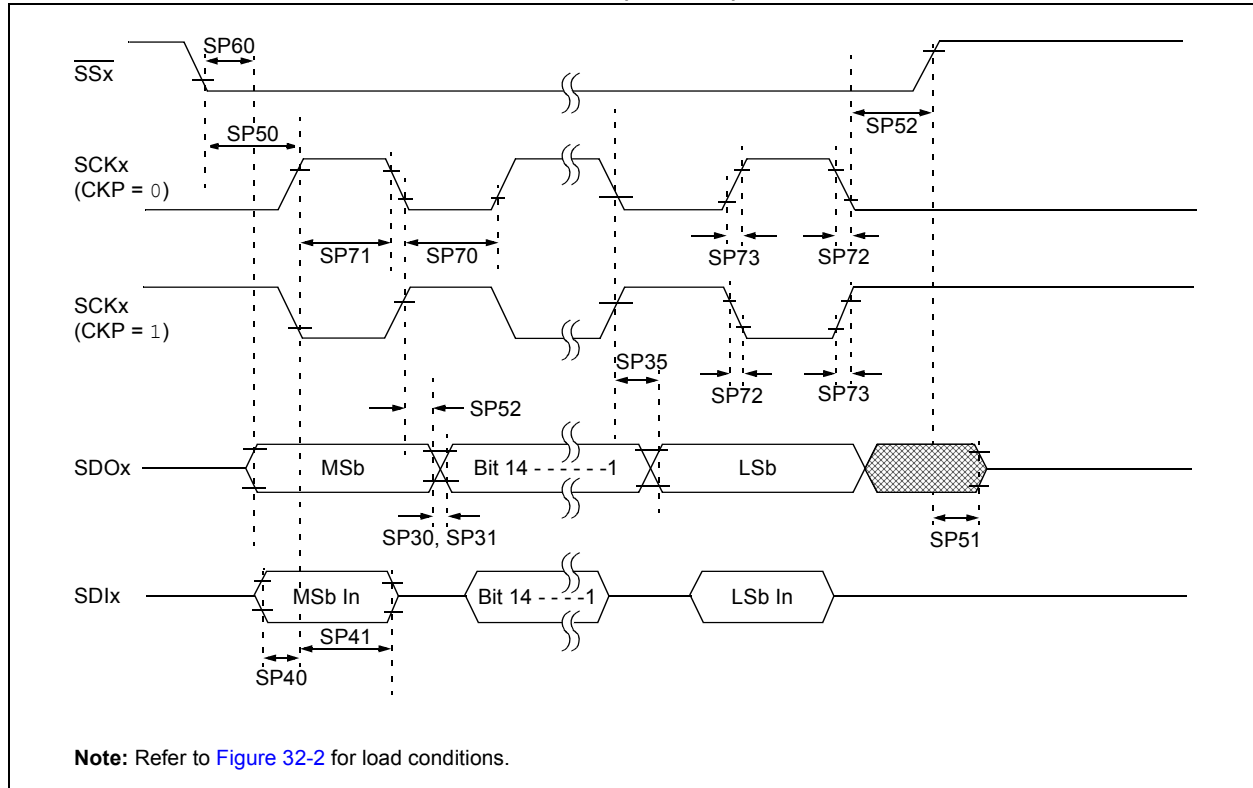 SP60
SSx
SP52
SP50
SCKx
(CKP = 0)
SP71
SP70
SP73
SP72
SCKx
(CKP = 1)
SP35
SP72
SP73
SP52
SDOx
MSb
Bit 14 - - - - - -1
LSb
SP30, SP31
SP51
SDIx
MSb In
Bit 14 - - - -1
LSb In
SP41
SP40
Note: Refer to Figure 32-2 for load conditions.